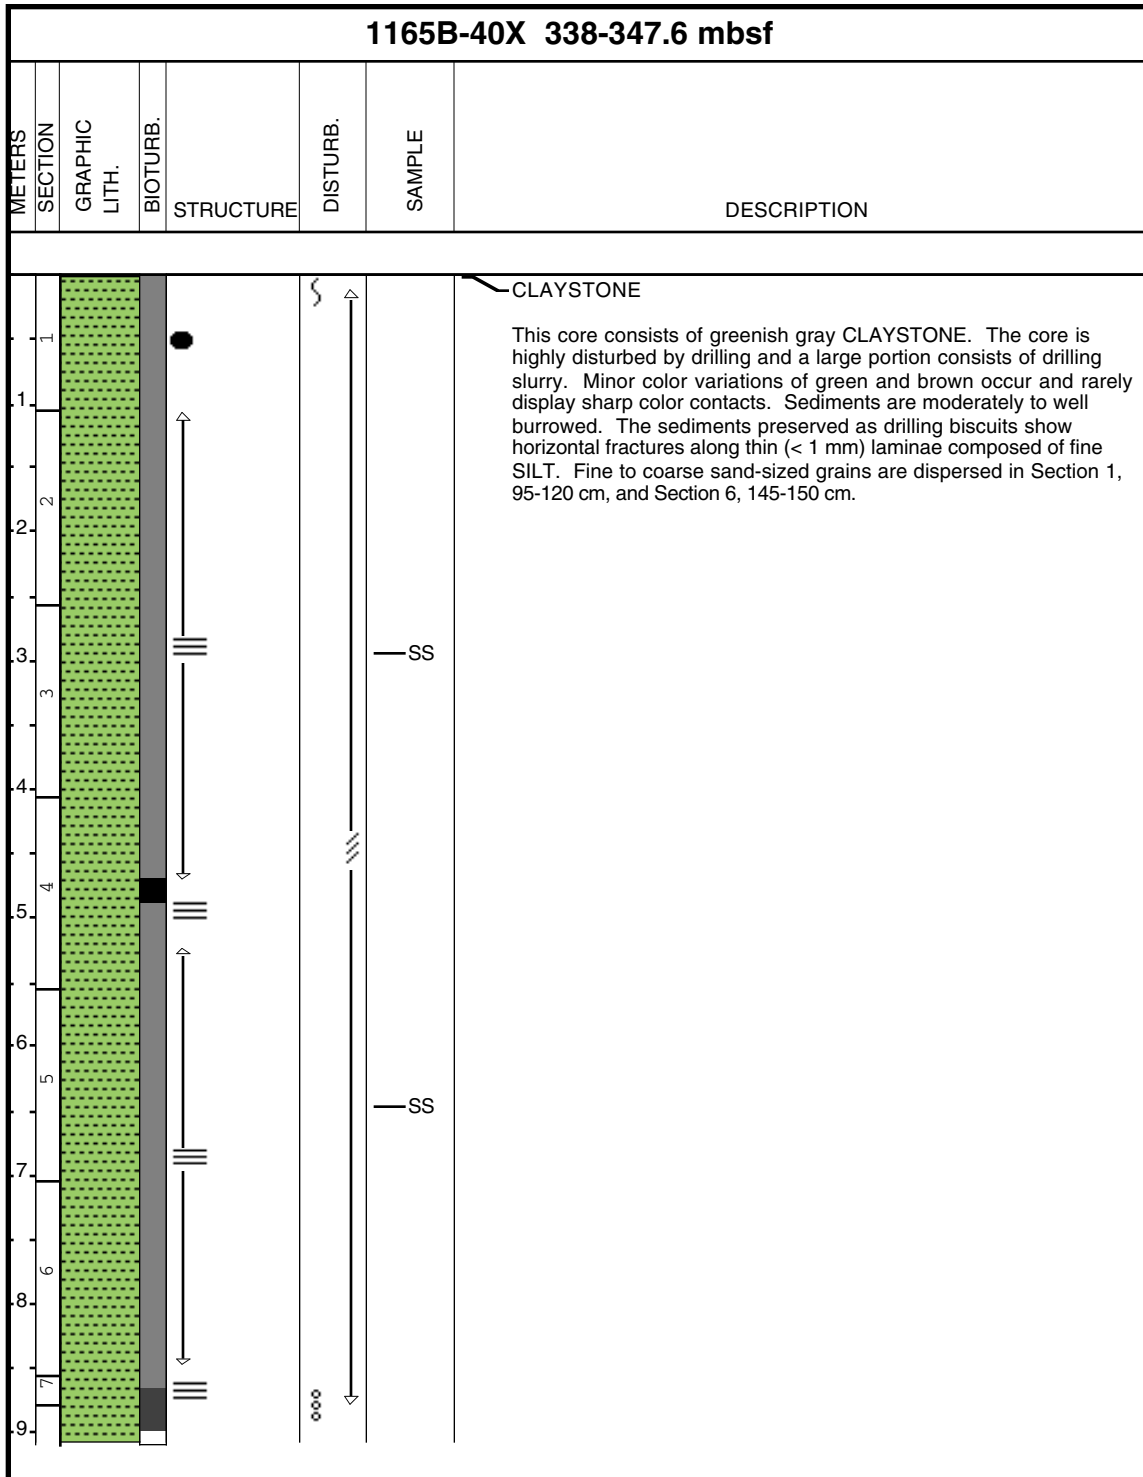 1165B-40X 338-347.6 mbsf
METERS
SECTION
GRAPHIC
LITH.
BIOTURB.
STRUCTURE
DISTURB.
SAMPLE
DESCRIPTION
CLAYSTONE
This core consists of greenish gray CLAYSTONE. The core is
highly disturbed by drilling and a large portion consists of drilling
slurry. Minor color variations of green and brown occur and rarely
display sharp color contacts. Sediments are moderately to well
burrowed. The sediments preserved as drilling biscuits show
horizontal fractures along thin (< 1 mm) laminae composed of fine
SILT. Fine to coarse sand-sized grains are dispersed in Section 1,
95-120 cm, and Section 6, 145-150 cm.
1
1
2
2
3
SS
3
4
4
5
6
5
SS
7
6
8
7
9